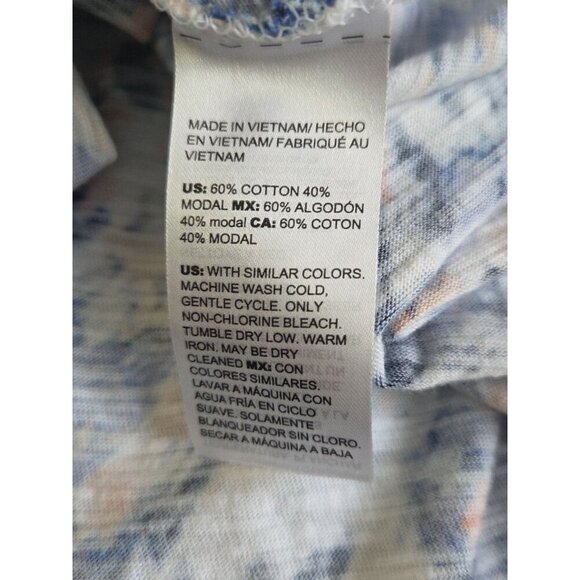 MADE IN VIETNAM/ HECHO
EN VIETNAM/ FABRIQUÉ AU
VIETNAM
US: 60% COTTON 40%
MODAL MX: 60% ALGODÓN
40% modal CA: 60% COTON
40% MODAL
US: WITH SIMILAR COLORS.
MACHINE WASH COLD,
GENTLE CYCLE. ONLY
NON-CHLORINE BLEACH.
TUMBLE DRY LOW. WARM
IRON. MAY BE DRY
CLEANED MX: CON
COLORES SIMILARES.
LAVAR A MÁQUINA CON
AGUA FRÍA EN CICLO
SUAVE. SOLAMENTE
BLANQUEADOR SIN CLORO.
SECAR A MÁQUINA A BAJA